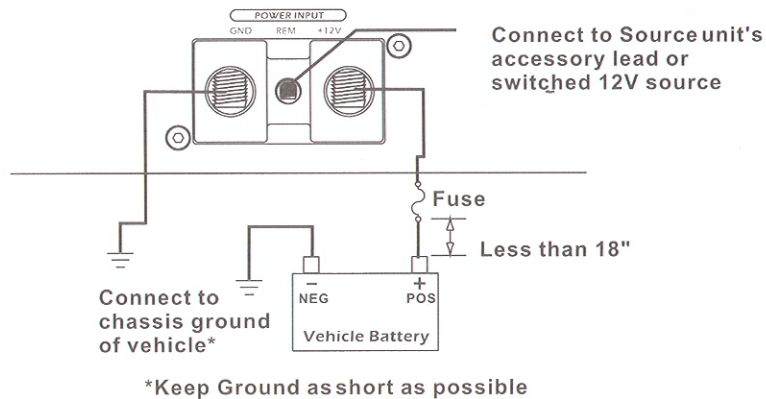 POWER INPUT
GND REM +12V
Connect to Source unit's
accessory lead or
switched 12V source
Fuse
Less than 18"
Connect to
chassis ground
of vehicle*
– +
NEG POS
Vehicle Battery
*Keep Ground as short as possible